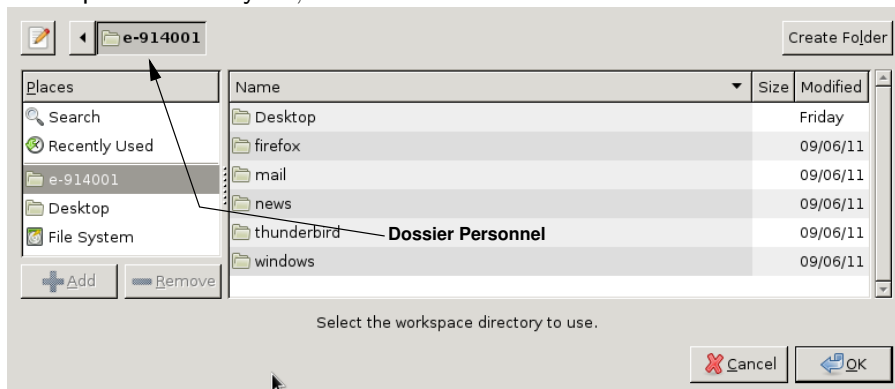 e-914001
Create Folder
Places
Name
Size
Modified
Search
Desktop
Friday
Recently Used
firefox
09/06/11
e-914001
mail
09/06/11
Desktop
news
09/06/11
File System
thunderbird
Dossier Personnel
09/06/11
windows
09/06/11
Add
Remove
Select the workspace directory to use.
Cancel
OK